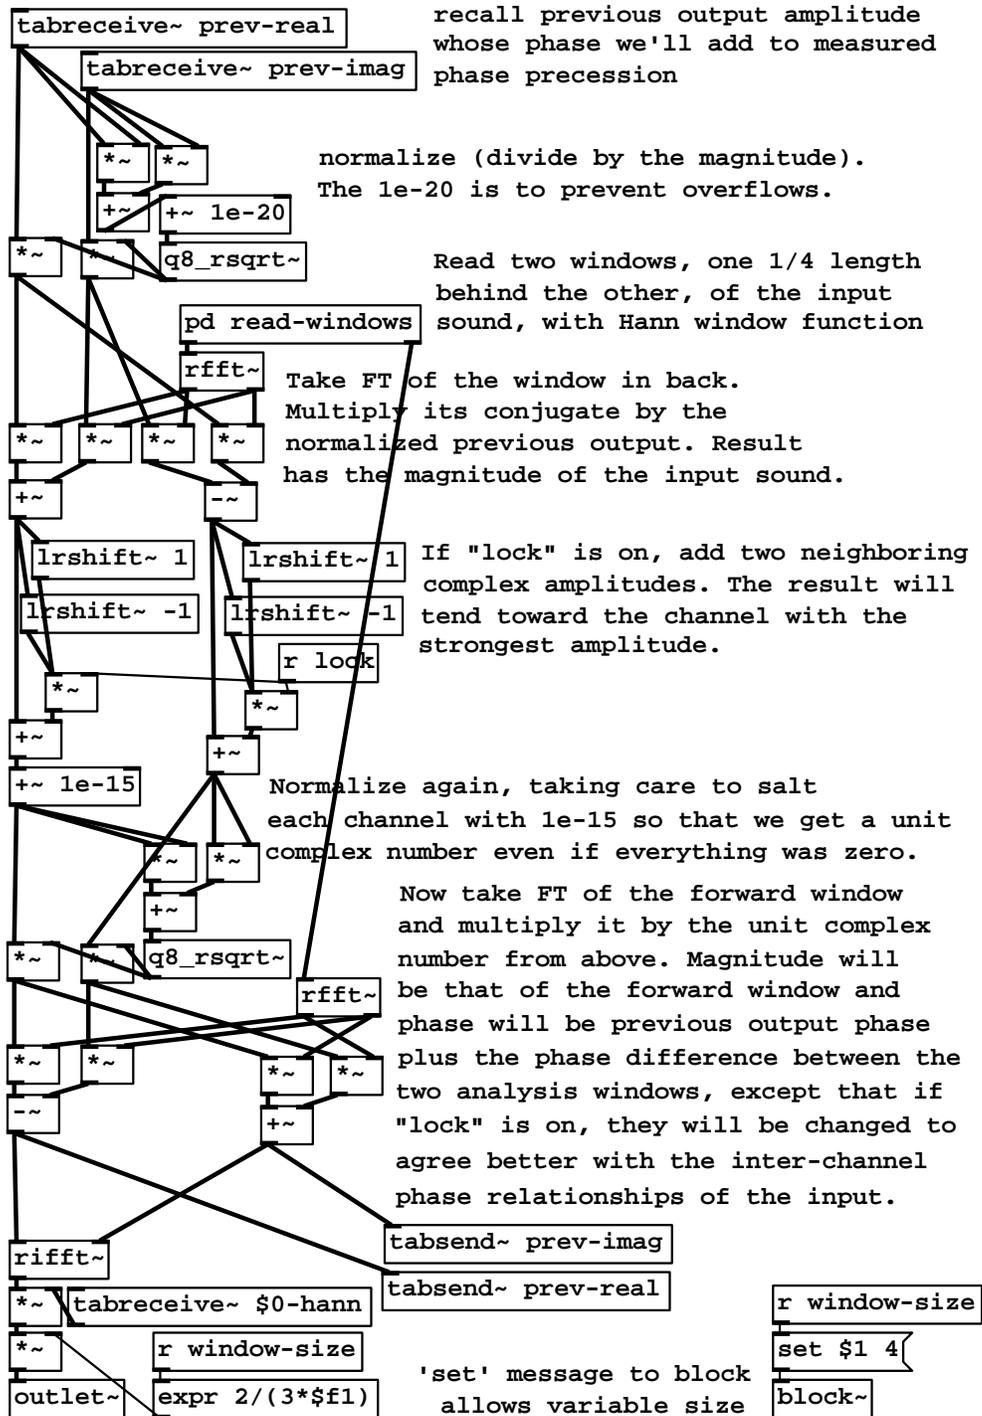 tabreceive~ prev-real
recall previous output amplitude
whose phase we'll add to measured
phase precession
tabreceive~ prev-imag
*~
*~
normalize (divide by the magnitude).
The 1e-20 is to prevent overflows.
+~
+~ 1e-20
*~
*~
q8_rsqrt~
Read two windows, one 1/4 length
behind the other, of the input
sound, with Hann window function
pd read-windows
rfft~
Take FT of the window in back.
Multiply its conjugate by the
normalized previous output. Result
has the magnitude of the input sound.
*~
*~
*~
*~
+~
-~
lrshift~ 1
lrshift~ 1
If "lock" is on, add two neighboring
complex amplitudes. The result will
tend toward the channel with the
strongest amplitude.
lrshift~ -1
lrshift~ -1
r lock
*~
*~
+~
+~
+~ 1e-15
Normalize again, taking care to salt
each channel with 1e-15 so that we get a unit
complex number even if everything was zero.
*~
*~
+~
*~
*~
q8_rsqrt~
Now take FT of the forward window
and multiply it by the unit complex
number from above. Magnitude will
be that of the forward window and
phase will be previous output phase
plus the phase difference between the
two analysis windows, except that if
"lock" is on, they will be changed to
agree better with the inter-channel
phase relationships of the input.
rfft~
*~
*~
*~
*~
-~
+~
tabsend~ prev-imag
rifft~
tabsend~ prev-real
*~
tabreceive~ $0-hann
r window-size
*~
r window-size
set $1 4
'set' message to block
allows variable size
outlet~
expr 2/(3*$f1)
block~